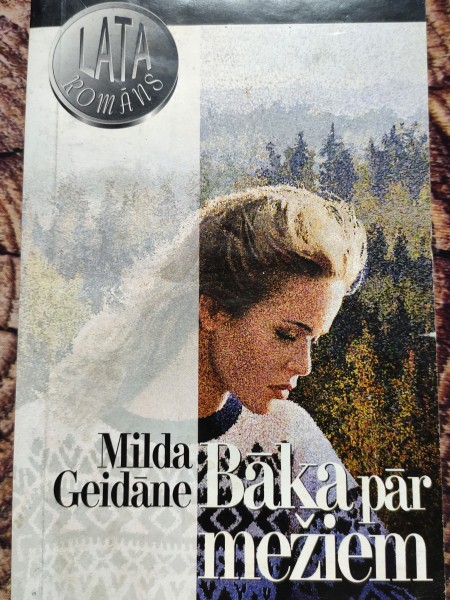 LATA
ROMĀNS
Milda
Geidāne
Bāka pār
mežiem